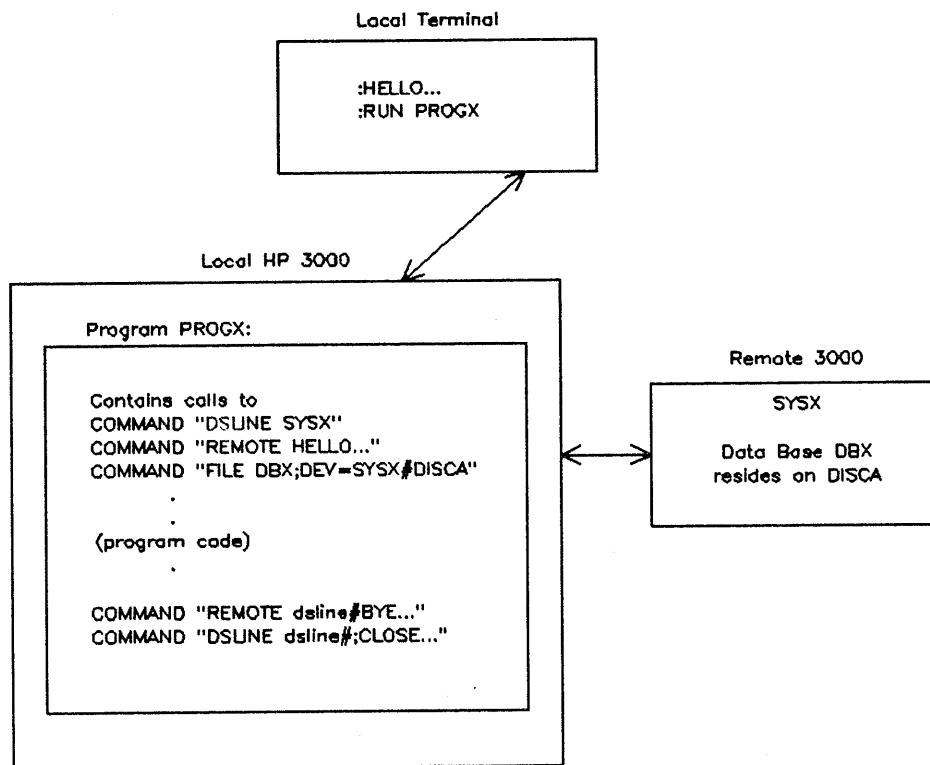 Local Terminal
:HELLO...
:RUN PROGX
Local HP 3000
Program PROGX:
Contains calls to
COMMAND "DSLINE SYSX"
COMMAND "REMOTE HELLO..."
COMMAND "FILE DBX;DEV=SYSX#DISCA"
.
.
(program code)
.
COMMAND "REMOTE dsline#BYE..."
COMMAND "DSLINE dsline#;CLOSE..."
Remote 3000
SYSX
Data Base DBX
resides on DISCA